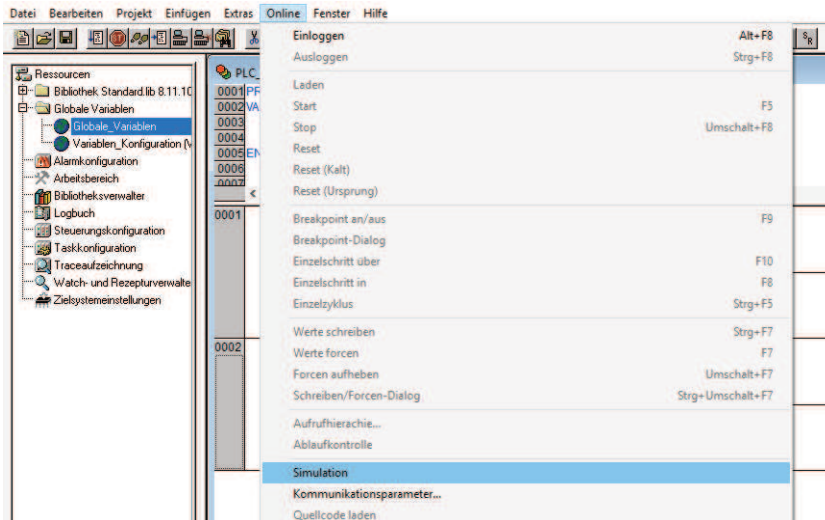 Datei Bearbeiten Projekt Einfügen Extras Online Fenster Hilfe
Ressourcen
Bibliothek Standard.lib 8.11.10
Globale Variablen
Globale_Variablen
Variablen_Konfiguration (V
Alarmkonfiguration
Arbeitsbereich
Bibliotheksverwalter
Logbuch
Steuerungskonfiguration
Taskkonfiguration
Traceaufzeichnung
Watch- und Rezepturverwalte
Zielsystemeinstellungen
PLC_
0001 PR
0002 VA
0003
0004
0005 EN
0006
0007
<
0001
0002
Einloggen Alt+F8
Ausloggen Strg+F8
Laden
Start F5
Stop Umschalt+F8
Reset
Reset (Kalt)
Reset (Ursprung)
Breakpoint an/aus F9
Breakpoint-Dialog
Einzelschritt über F10
Einzelschritt in F8
Einzelzyklus Strg+F5
Werte schreiben Strg+F7
Werte forcen F7
Forcen aufheben Umschalt+F7
Schreiben/Forcen-Dialog Strg+Umschalt+F7
Aufrufhierachie...
Ablaufkontrolle
Simulation
Kommunikationsparameter...
Quellcode laden
S R